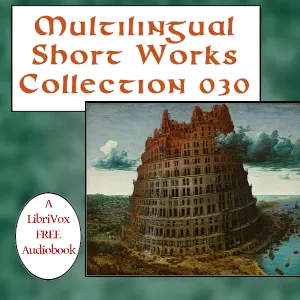 Multilingual
Short Works
Collection 030
A
LibriVox
FREE
Audiobook